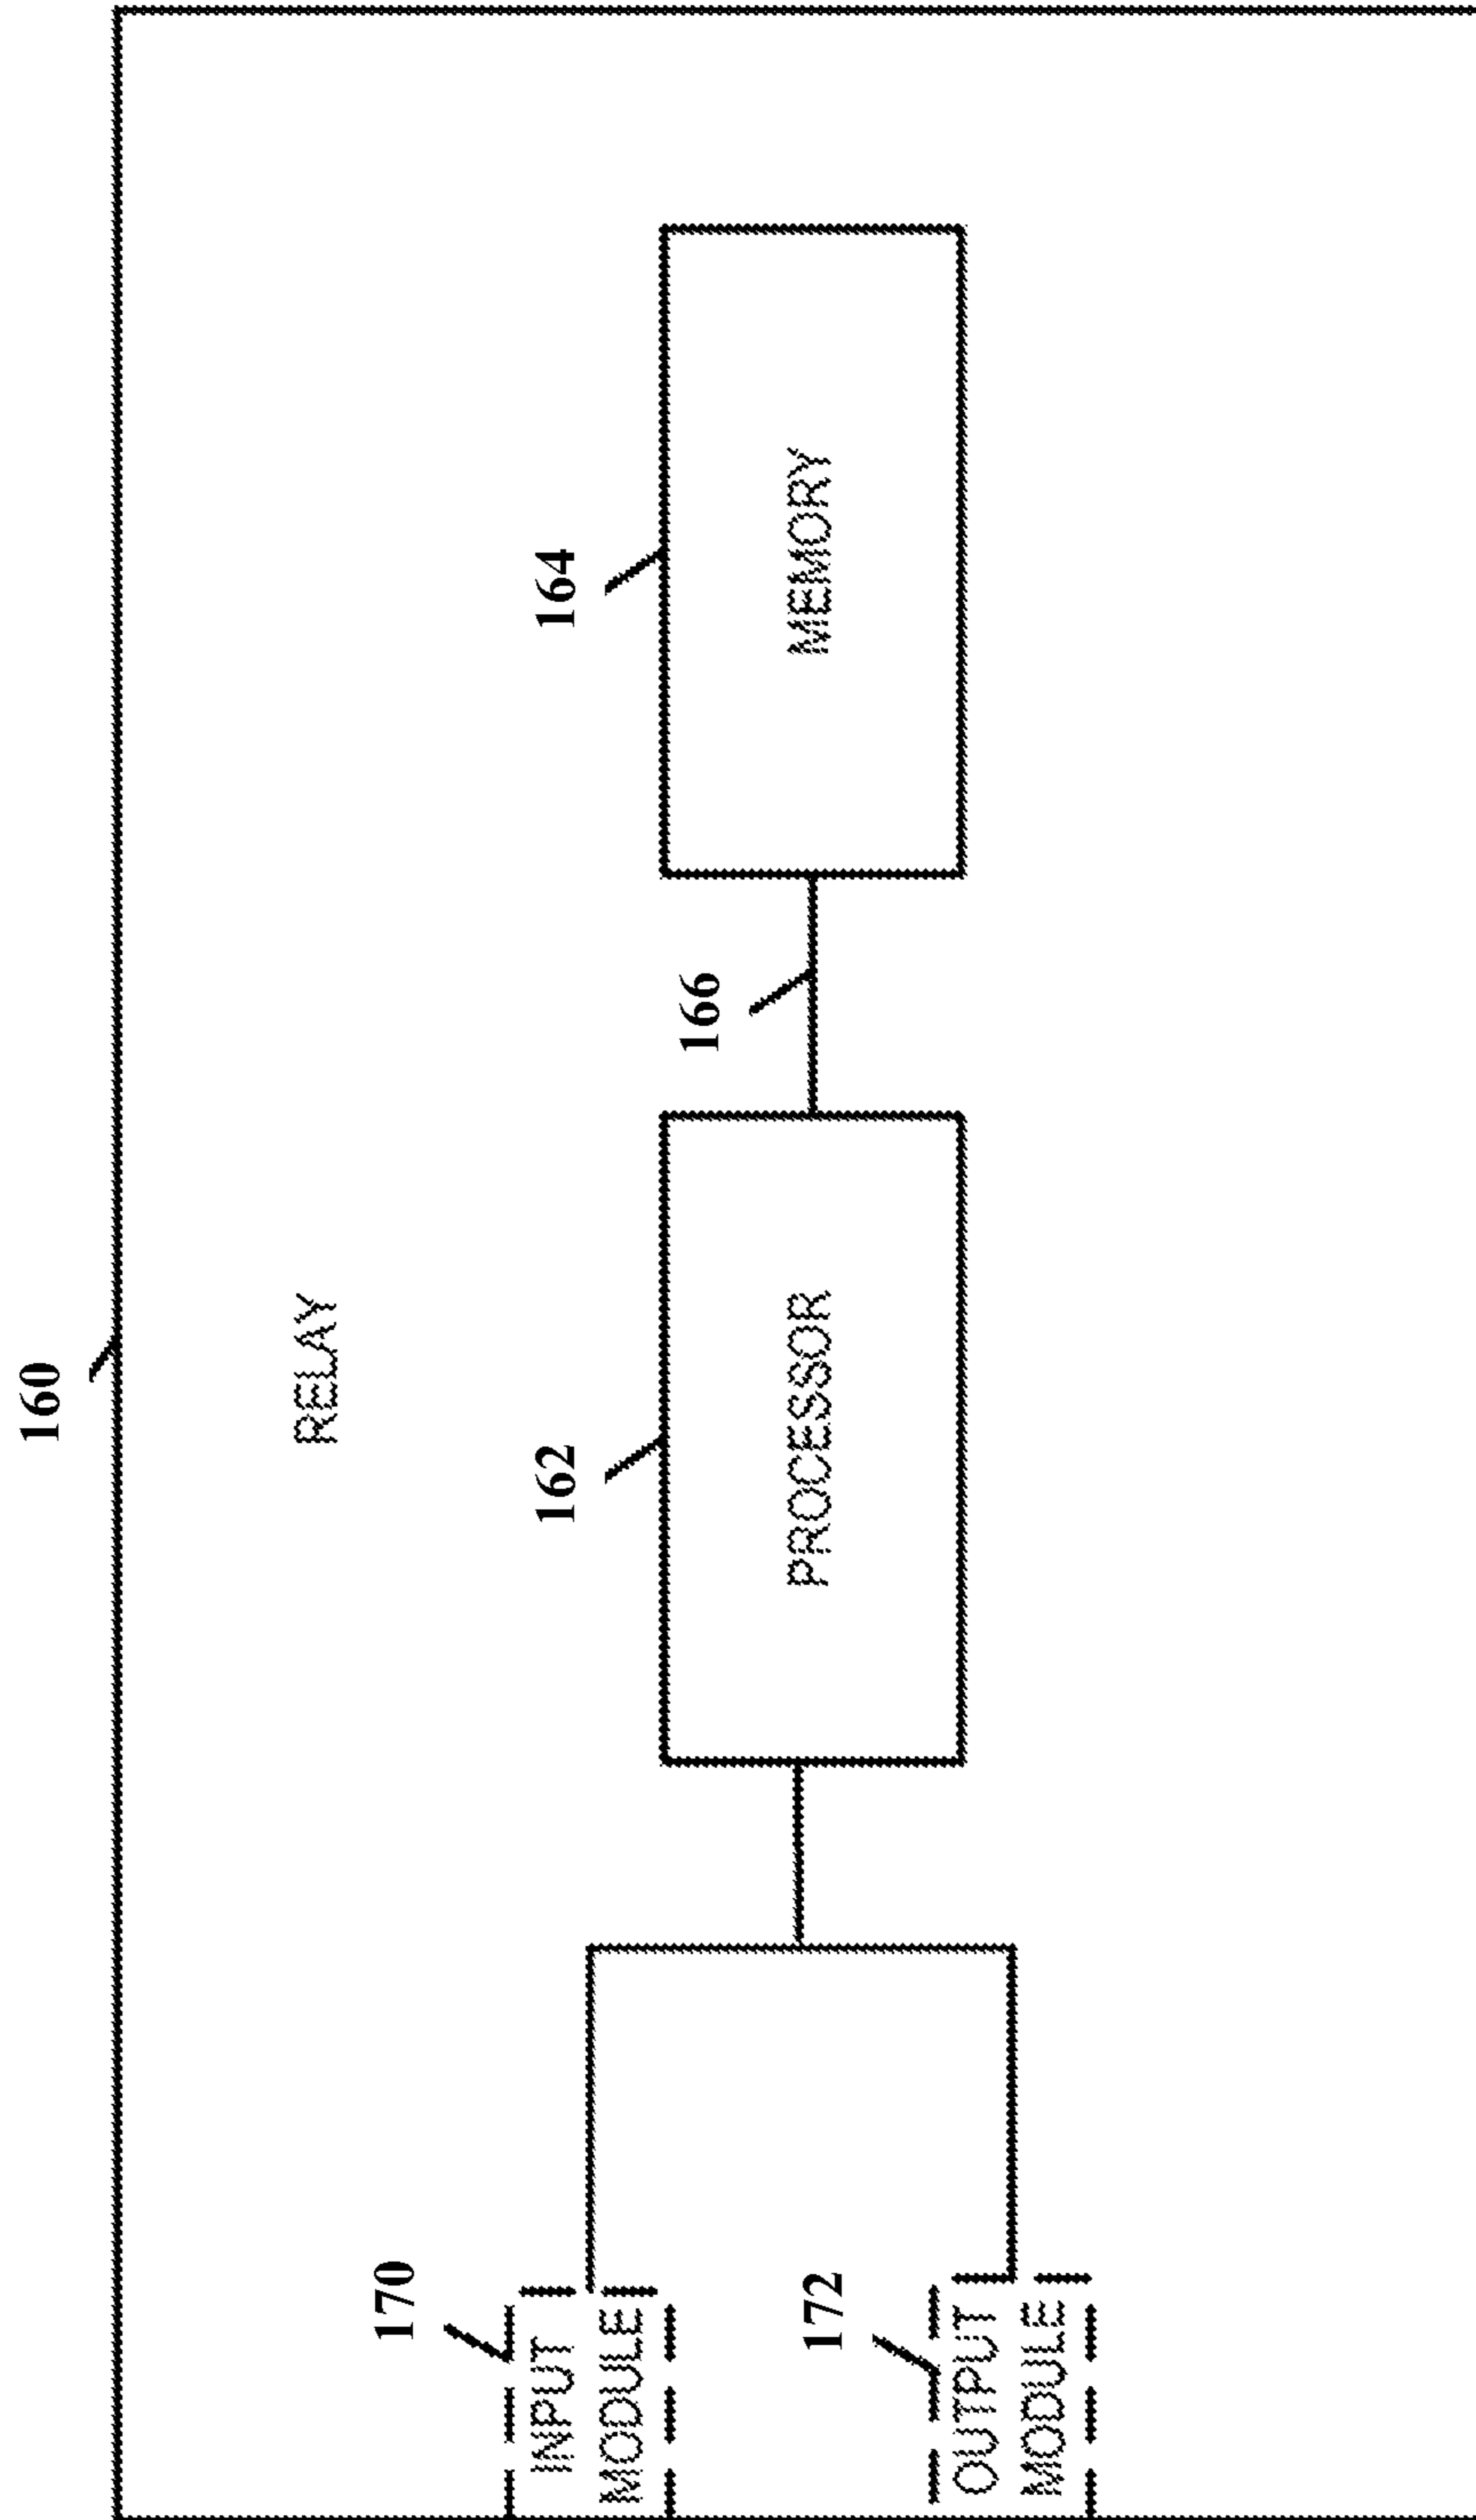 160
RELAY
170
INPUT
MODULE
162
PROCESSOR
166
164
MEMORY
172
OUTPUT
MODULE